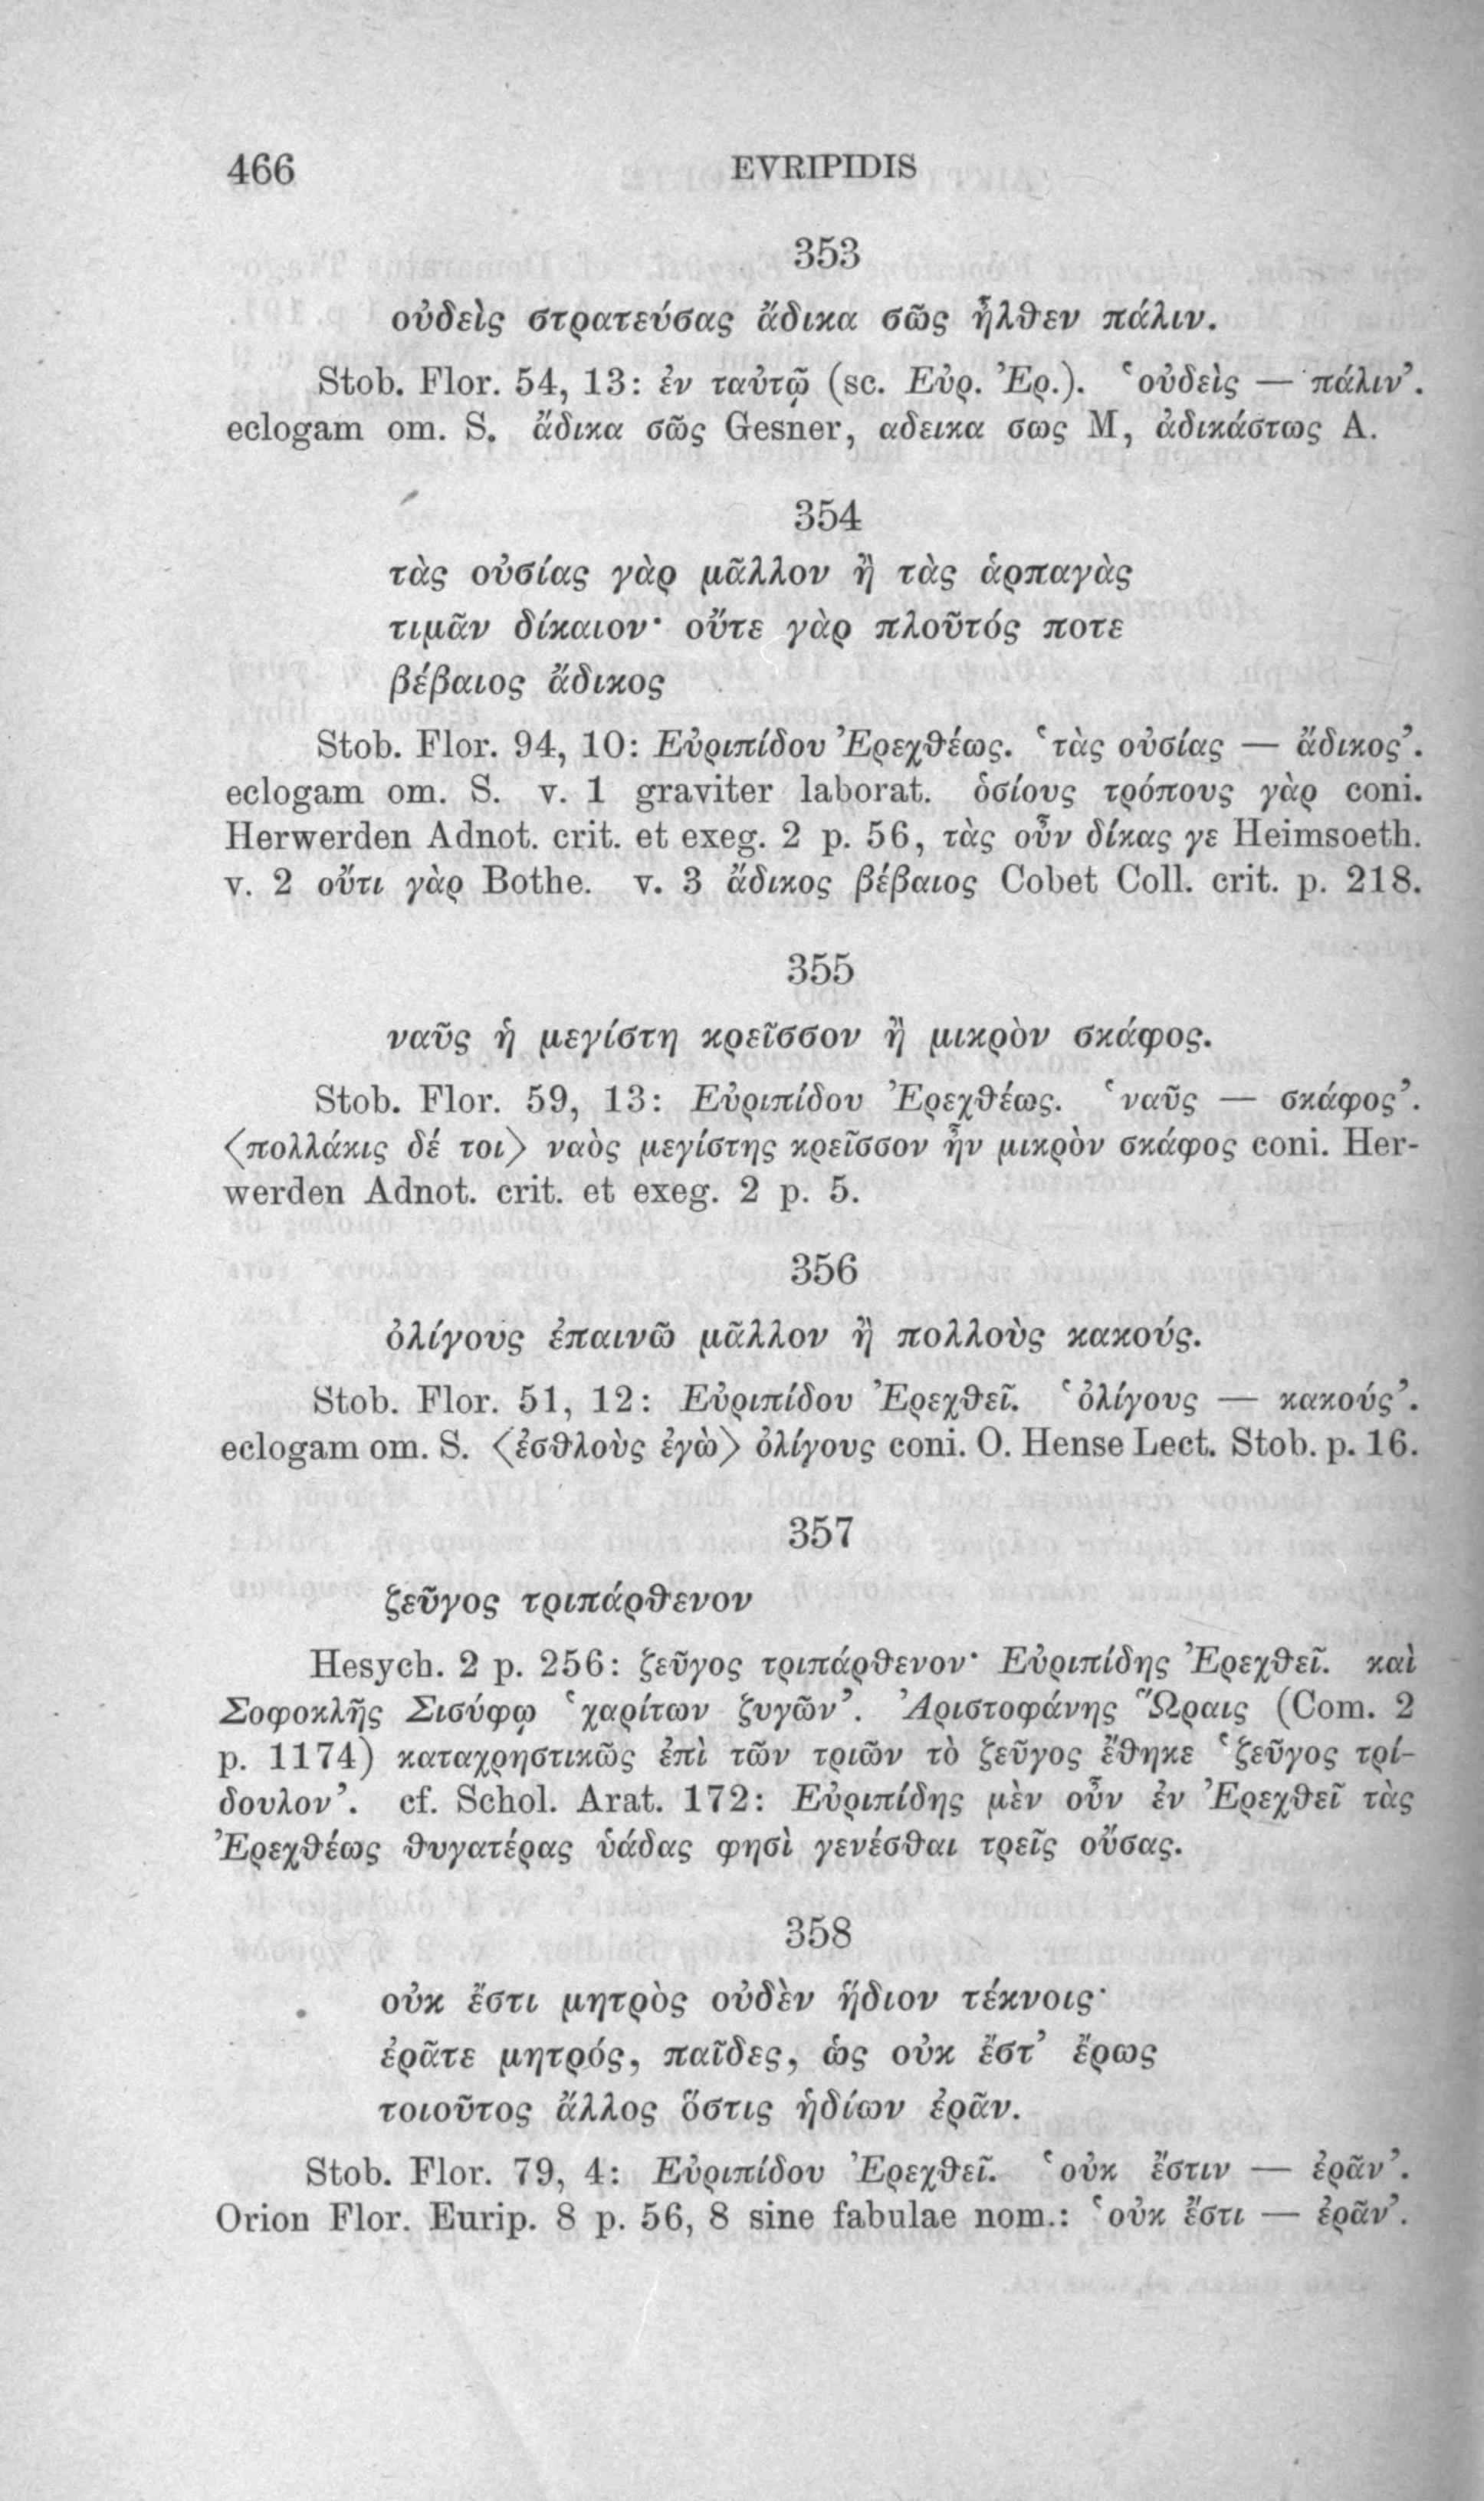 466
EVRIPIDIS
353
οὐδεὶς στρατεύσας ἄδικα σῶς ἦλθεν πάλιν.
Stob. Flor. 54, 13: ἐν ταὐτῷ (sc. Εὐρ. Ἐρ.). ‘οὐδεὶς — πάλιν’.
eclogam om. S. ἄδικα σῶς Gesner, αδεικα σως M, ἀδικάστως A.
354
τὰς οὐσίας γὰρ μᾶλλον ἢ τὰς ἁρπαγὰς
τιμᾶν δίκαιον· οὔτε γὰρ πλοῦτός ποτε
βέβαιος ἄδικος
Stob. Flor. 94, 10: Εὐριπίδου Ἐρεχθέως. ‘τὰς οὐσίας — ἄδικος’.
eclogam om. S. v. 1 graviter laborat. ὁσίους τρόπους γὰρ coni.
Herwerden Adnot. crit. et exeg. 2 p. 56, τὰς οὖν δίκας γε Heimsoeth.
v. 2 οὔτι γὰρ Bothe. v. 3 ἄδικος βέβαιος Cobet Coll. crit. p. 218.
355
ναῦς ἡ μεγίστη κρεῖσσον ἢ μικρὸν σκάφος.
Stob. Flor. 59, 13: Εὐριπίδου Ἐρεχθέως. ‘ναῦς — σκάφος’.
⟨πολλάκις δέ τοι⟩ ναὸς μεγίστης κρεῖσσον ἦν μικρὸν σκάφος coni. Her-
werden Adnot. crit. et exeg. 2 p. 5.
356
ὀλίγους ἐπαινῶ μᾶλλον ἢ πολλοὺς κακούς.
Stob. Flor. 51, 12: Εὐριπίδου Ἐρεχθεῖ. ‘ὀλίγους — κακούς’.
eclogam om. S. ⟨ἐσθλοὺς ἐγὼ⟩ ὀλίγους coni. O. Hense Lect. Stob. p. 16.
357
ζεῦγος τριπάρθενον
Hesych. 2 p. 256: ζεῦγος τριπάρθενον· Εὐριπίδης Ἐρεχθεῖ. καὶ
Σοφοκλῆς Σισύφῳ ‘χαρίτων ζυγῶν’. Ἀριστοφάνης Ὥραις (Com. 2
p. 1174) καταχρηστικῶς ἐπὶ τῶν τριῶν τὸ ζεῦγος ἔθηκε ‘ζεῦγος τρί-
δουλον’. cf. Schol. Arat. 172: Εὐριπίδης μὲν οὖν ἐν Ἐρεχθεῖ τὰς
Ἐρεχθέως θυγατέρας ὑάδας φησὶ γενέσθαι τρεῖς οὔσας.
358
οὐκ ἔστι μητρὸς οὐδὲν ἥδιον τέκνοις·
ἐρᾶτε μητρός, παῖδες, ὡς οὐκ ἔστ’ ἔρως
τοιοῦτος ἄλλος ὅστις ἡδίων ἐρᾶν.
Stob. Flor. 79, 4: Εὐριπίδου Ἐρεχθεῖ. ‘οὐκ ἔστιν — ἐρᾶν’.
Orion Flor. Eurip. 8 p. 56, 8 sine fabulae nom.: ‘οὐκ ἔστι — ἐρᾶν’.